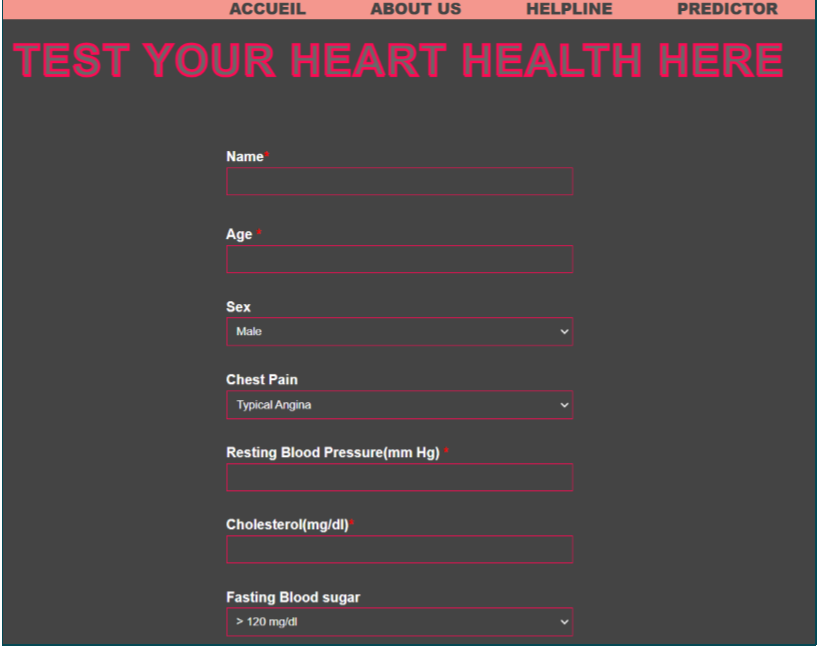 ACCUEIL ABOUT US HELPLINE PREDICTOR
TEST YOUR HEART HEALTH HERE
Name*
Age *
Sex
Male
Chest Pain
Typical Angina
Resting Blood Pressure(mm Hg) *
Cholesterol(mg/dl)*
Fasting Blood sugar
> 120 mg/dl